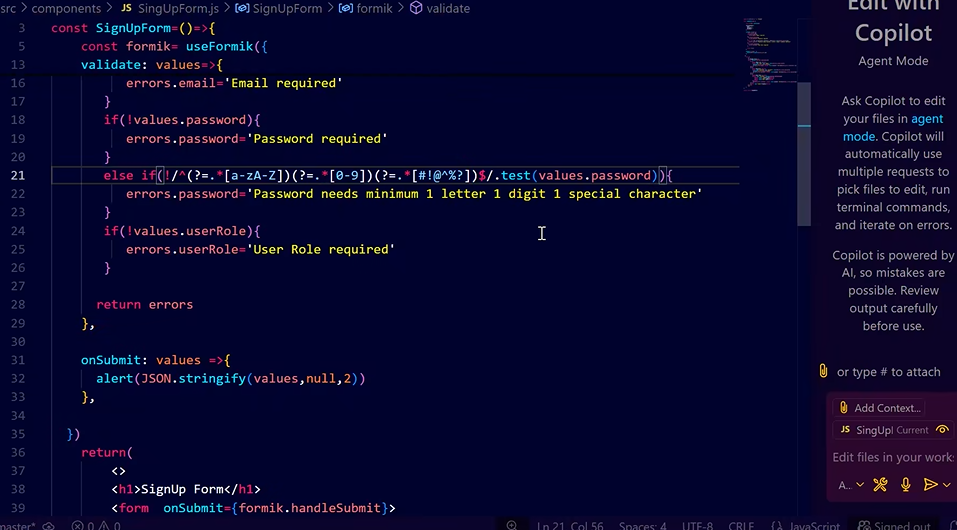 src > components > JS SingUpForm.js > SignUpForm > formik > validate
3 const SignUpForm=()=>{
5 const formik= useFormik({
13 validate: values=>{
16 errors.email='Email required'
17 }
18 if(!values.password){
19 errors.password='Password required'
20 }
21 else if(!/^(?=.*[a-zA-Z])(?=.*[0-9])(?=.*[#!@^%?])$/.test(values.password)){
22 errors.password='Password needs minimum 1 letter 1 digit 1 special character'
23 }
24 if(!values.userRole){
25 errors.userRole='User Role required'
26 }
27
28 return errors
29 },
30
31 onSubmit: values =>{
32 alert(JSON.stringify(values,null,2))
33 },
34
35 })
36 return(
37 <>
38 <h1>SignUp Form</h1>
39 <form onSubmit={formik.handleSubmit}>
Edit with
Copilot
Agent Mode
Ask Copilot to edit
your files in agent
mode. Copilot will
automatically use
multiple requests to
pick files to edit, run
terminal commands,
and iterate on errors.
Copilot is powered by
AI, so mistakes are
possible. Review
output carefully
before use.
or type # to attach
Add Context...
JS SingUpl Current
Edit files in your work
A...
master* 0 0 Ln 21, Col 56 Spaces: 4 UTF-8 CRLF {} JavaScript Signed out